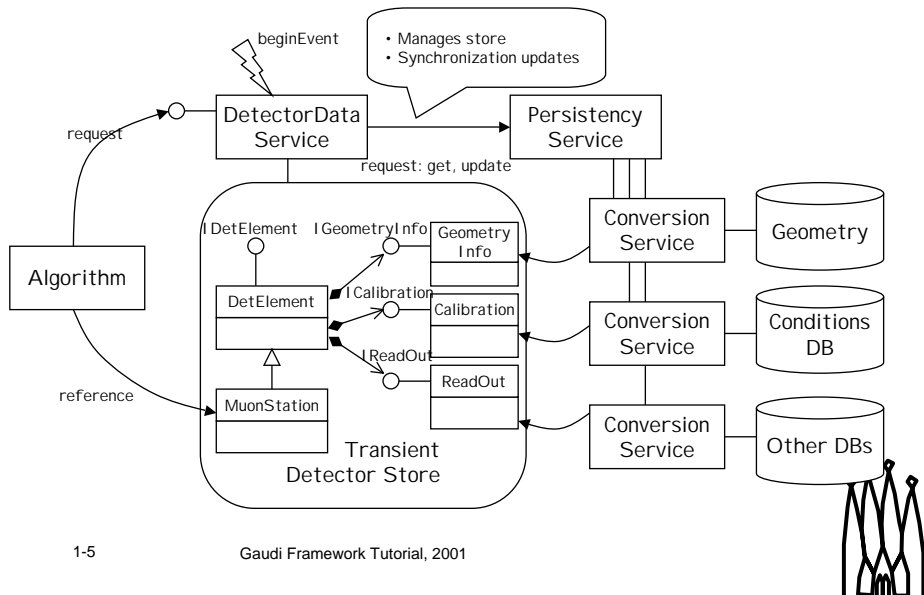 beginEvent
• Manages store
• Synchronization updates
DetectorData
Service
Persistency
Service
request
request: get, update
IDetElement
IGeometryInfo
Geometry
Info
Conversion
Service
Geometry
Algorithm
DetElement
ICalibration
Calibration
Conversion
Service
Conditions
DB
IReadOut
ReadOut
reference
MuonStation
Conversion
Service
Other DBs
Transient
Detector Store
1-5
Gaudi Framework Tutorial, 2001